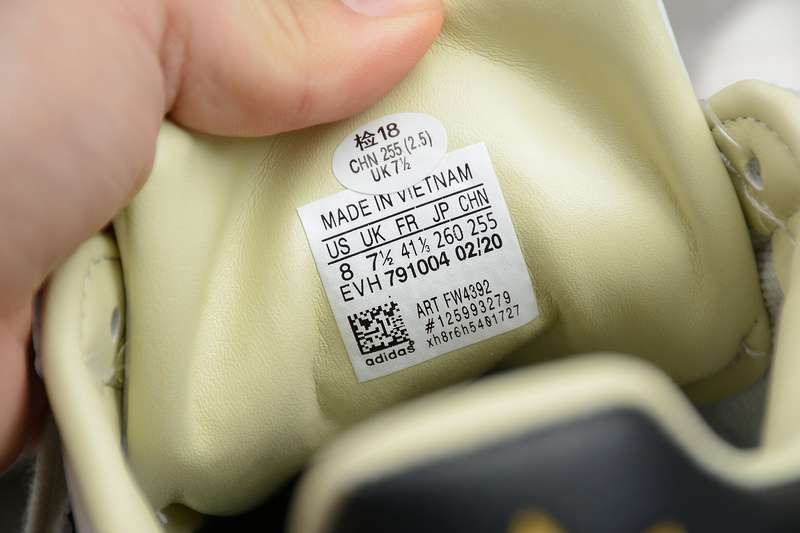 检18
CHN 255 (2.5)
UK 7½
MADE IN VIETNAM
US UK FR JP CHN
8 7½ 41⅓ 260 255
EVH 791004 02/20
ART FW4392
#125993279
xh8r6h5401727
adidas